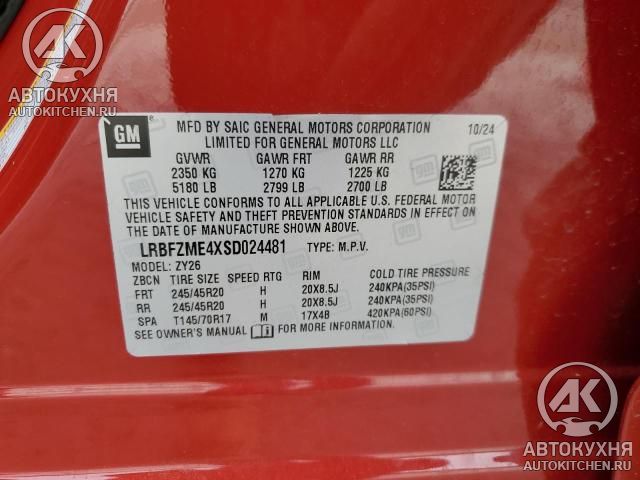 АВТОКУХНЯ
AUTOKITCHEN.RU
АВТОКУХНЯ
AUTOKITCHEN.RU
GM
MFD BY SAIC GENERAL MOTORS CORPORATION 10/24
LIMITED FOR GENERAL MOTORS LLC
GVWR GAWR FRT GAWR RR
2350 KG 1270 KG 1225 KG
5180 LB 2799 LB 2700 LB
THIS VEHICLE CONFORMS TO ALL APPLICABLE U.S. FEDERAL MOTOR
VEHICLE SAFETY AND THEFT PREVENTION STANDARDS IN EFFECT ON
THE DATE OF MANUFACTURE SHOWN ABOVE.
LRBFZME4XSD024481 TYPE: M.P.V.
MODEL: ZY26
ZBCN TIRE SIZE SPEED RTG RIM COLD TIRE PRESSURE
FRT 245/45R20 H 20X8.5J 240KPA(35PSI)
RR 245/45R20 H 20X8.5J 240KPA(35PSI)
SPA T145/70R17 M 17X4B 420KPA(60PSI)
SEE OWNER'S MANUAL FOR MORE INFORMATION.
AK
АВТОКУХНЯ
AUTOKITCHEN.RU